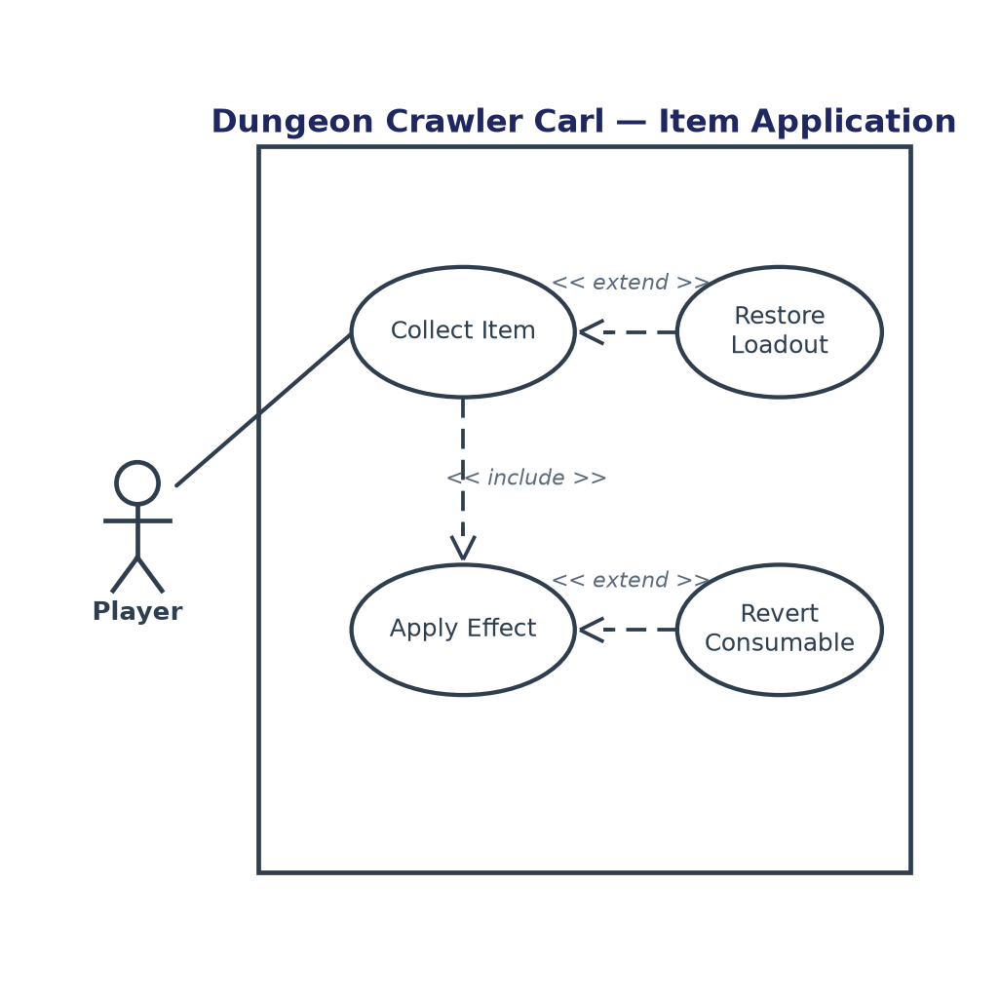 Dungeon Crawler Carl — Item Application
<< extend >>
Collect Item
Restore
Loadout
<< include >>
<< extend >>
Player
Apply Effect
Revert
Consumable